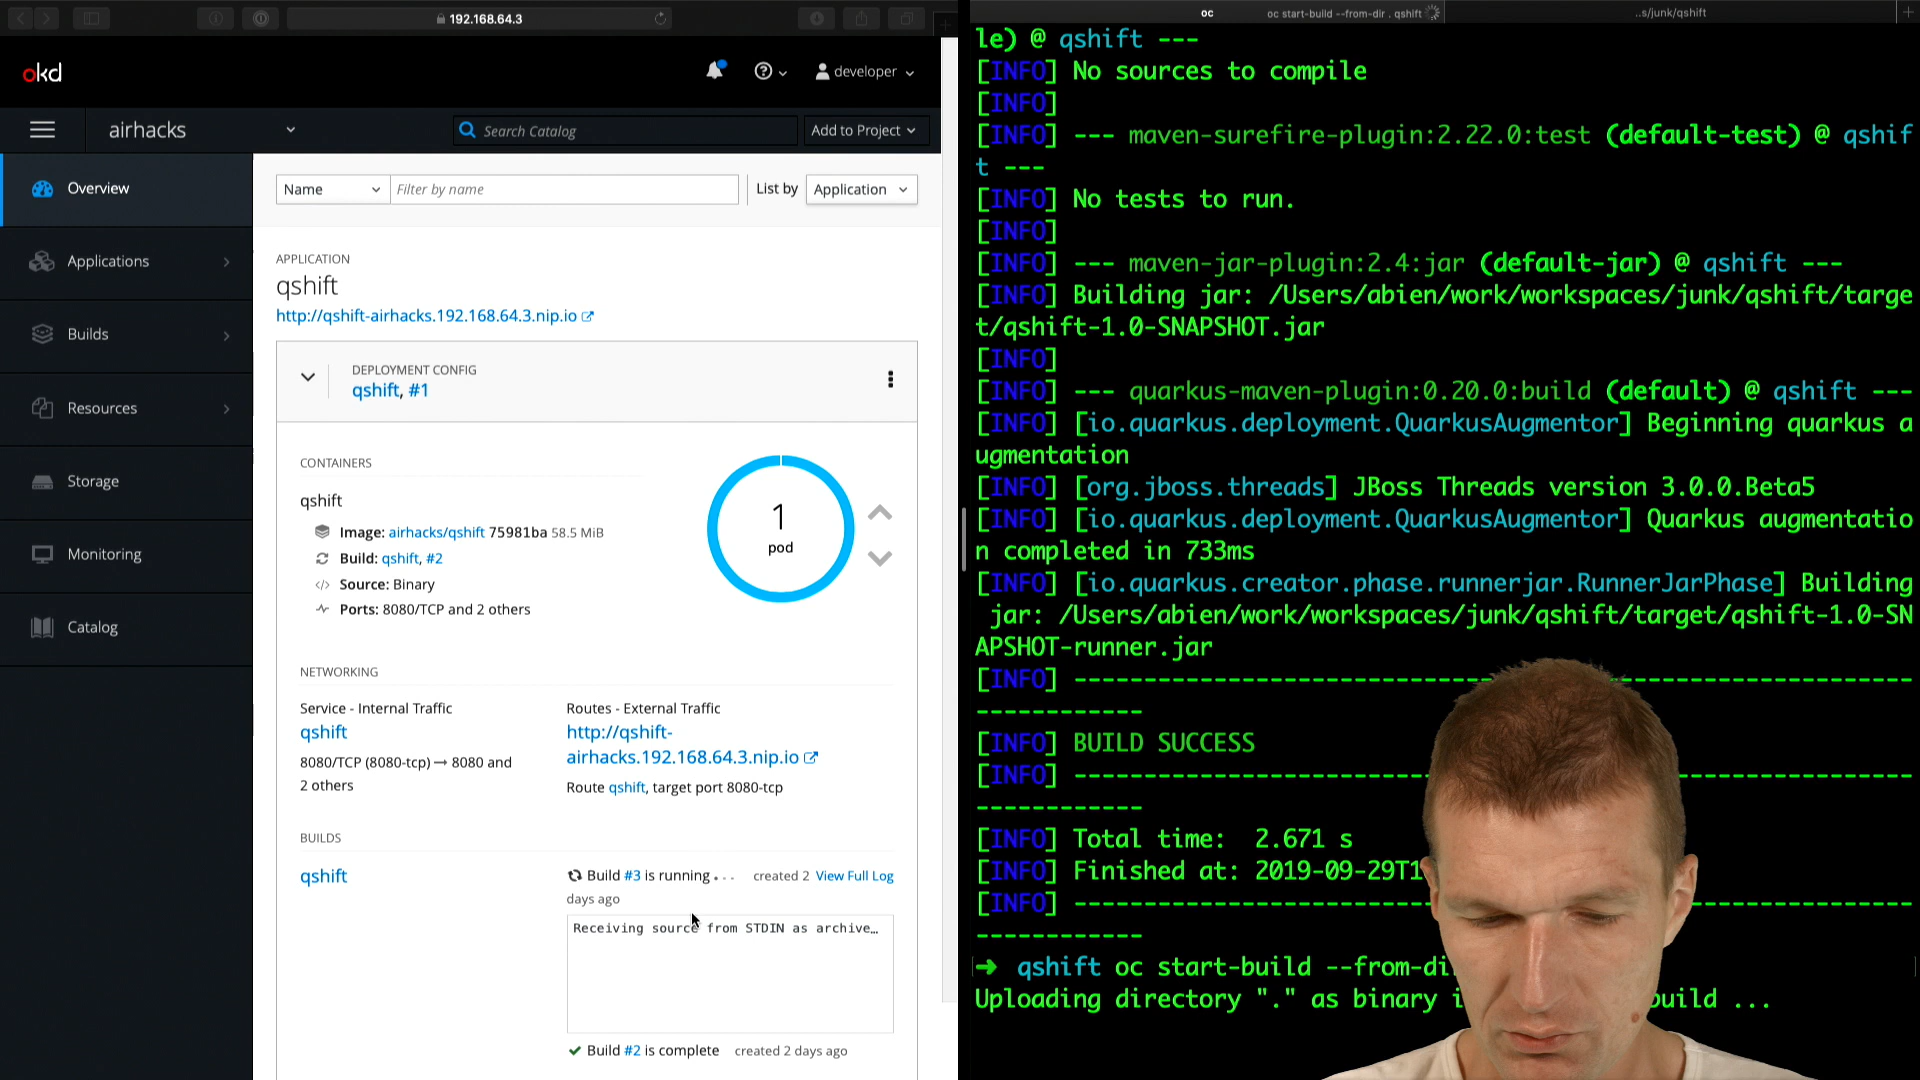 192.168.64.3
okd
developer
airhacks
Search Catalog
Add to Project
Overview
Applications
Builds
Resources
Storage
Monitoring
Catalog
Name
Filter by name
List by
Application
APPLICATION
qshift
http://qshift-airhacks.192.168.64.3.nip.io
DEPLOYMENT CONFIG
qshift, #1
CONTAINERS
qshift
Image: airhacks/qshift 75981ba 58.5 MiB
Build: qshift, #2
Source: Binary
Ports: 8080/TCP and 2 others
1
pod
NETWORKING
Service - Internal Traffic
qshift
8080/TCP (8080-tcp) → 8080 and
2 others
Routes - External Traffic
http://qshift-
airhacks.192.168.64.3.nip.io
Route qshift, target port 8080-tcp
BUILDS
qshift
Build #3 is running created 2 View Full Log
days ago
Receiving source from STDIN as archive…
Build #2 is complete created 2 days ago
oc
oc start-build --from-dir . qshift
..s/junk/qshift
le) @ qshift ---
[INFO] No sources to compile
[INFO]
[INFO] --- maven-surefire-plugin:2.22.0:test (default-test) @ qshif
t ---
[INFO] No tests to run.
[INFO]
[INFO] --- maven-jar-plugin:2.4:jar (default-jar) @ qshift ---
[INFO] Building jar: /Users/abien/work/workspaces/junk/qshift/targe
t/qshift-1.0-SNAPSHOT.jar
[INFO]
[INFO] --- quarkus-maven-plugin:0.20.0:build (default) @ qshift ---
[INFO] [io.quarkus.deployment.QuarkusAugmentor] Beginning quarkus a
ugmentation
[INFO] [org.jboss.threads] JBoss Threads version 3.0.0.Beta5
[INFO] [io.quarkus.deployment.QuarkusAugmentor] Quarkus augmentatio
n completed in 733ms
[INFO] [io.quarkus.creator.phase.runnerjar.RunnerJarPhase] Building
jar: /Users/abien/work/workspaces/junk/qshift/target/qshift-1.0-SN
APSHOT-runner.jar
[INFO] ------------------------------------------------------------
------------
[INFO] BUILD SUCCESS
[INFO] ------------------------------------------------------------
------------
[INFO] Total time: 2.671 s
[INFO] Finished at: 2019-09-29T1
[INFO] ------------------------------------------------------------
------------
➜ qshift oc start-build --from-di
Uploading directory "." as binary i build ...